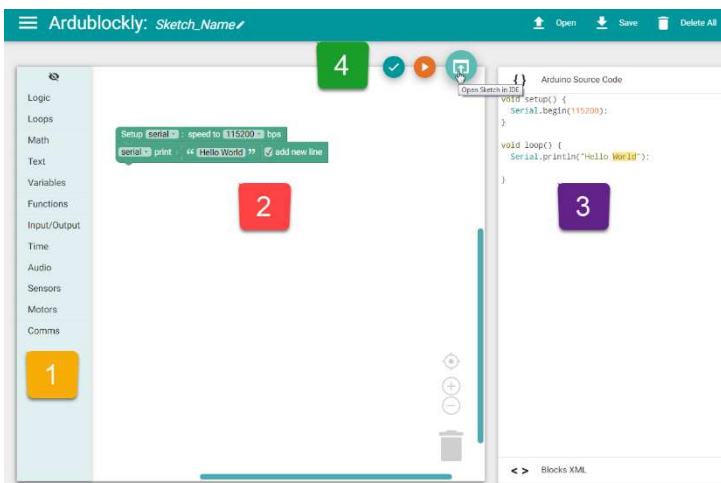 Ardublockly: Sketch_Name
Open
Save
Delete All
4
Open Sketch in IDE
Logic
Loops
Math
Text
Variables
Functions
Input/Output
Time
Audio
Sensors
Motors
Comms
1
Setup serial : speed to 115200 bps
serial print “ Hello World ” add new line
2
{ } Arduino Source Code
void setup() {
Serial.begin(115200);
}
void loop() {
Serial.println("Hello World");
}
3
< > Blocks XML